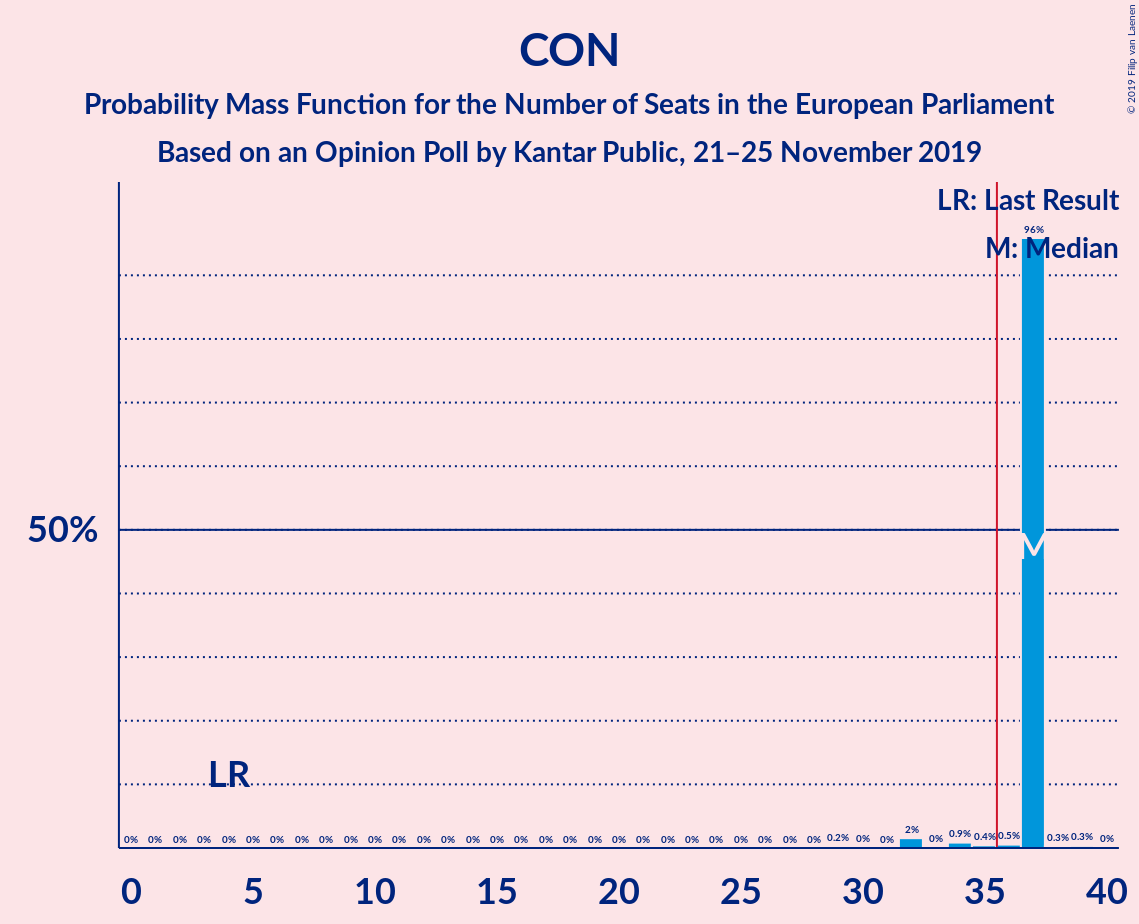 CON
Probability Mass Function for the Number of Seats in the European Parliament
Based on an Opinion Poll by Kantar Public, 21–25 November 2019
© 2019 Filip van Laenen
LR: Last Result
96%
M: Median
50%
M
LR
0% 0% 0% 0% 0% 0% 0% 0% 0% 0% 0% 0% 0% 0% 0% 0% 0% 0% 0% 0% 0% 0% 0% 0% 0% 0% 0% 0% 0% 0.2% 0% 0% 2% 0% 0.9% 0.4% 0.5% 0.3% 0.3% 0%
0 5 10 15 20 25 30 35 40